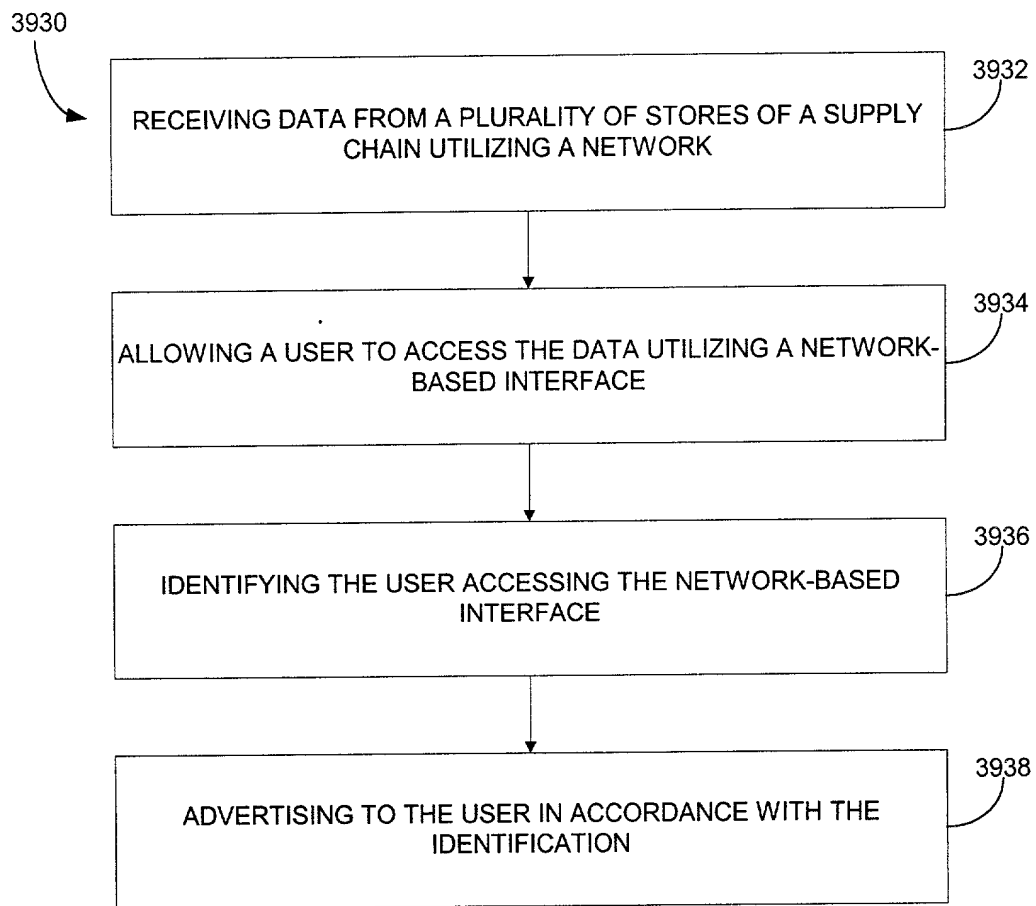 3930
3932
RECEIVING DATA FROM A PLURALITY OF STORES OF A SUPPLY
CHAIN UTILIZING A NETWORK
3934
ALLOWING A USER TO ACCESS THE DATA UTILIZING A NETWORK-
BASED INTERFACE
3936
IDENTIFYING THE USER ACCESSING THE NETWORK-BASED
INTERFACE
3938
ADVERTISING TO THE USER IN ACCORDANCE WITH THE
IDENTIFICATION